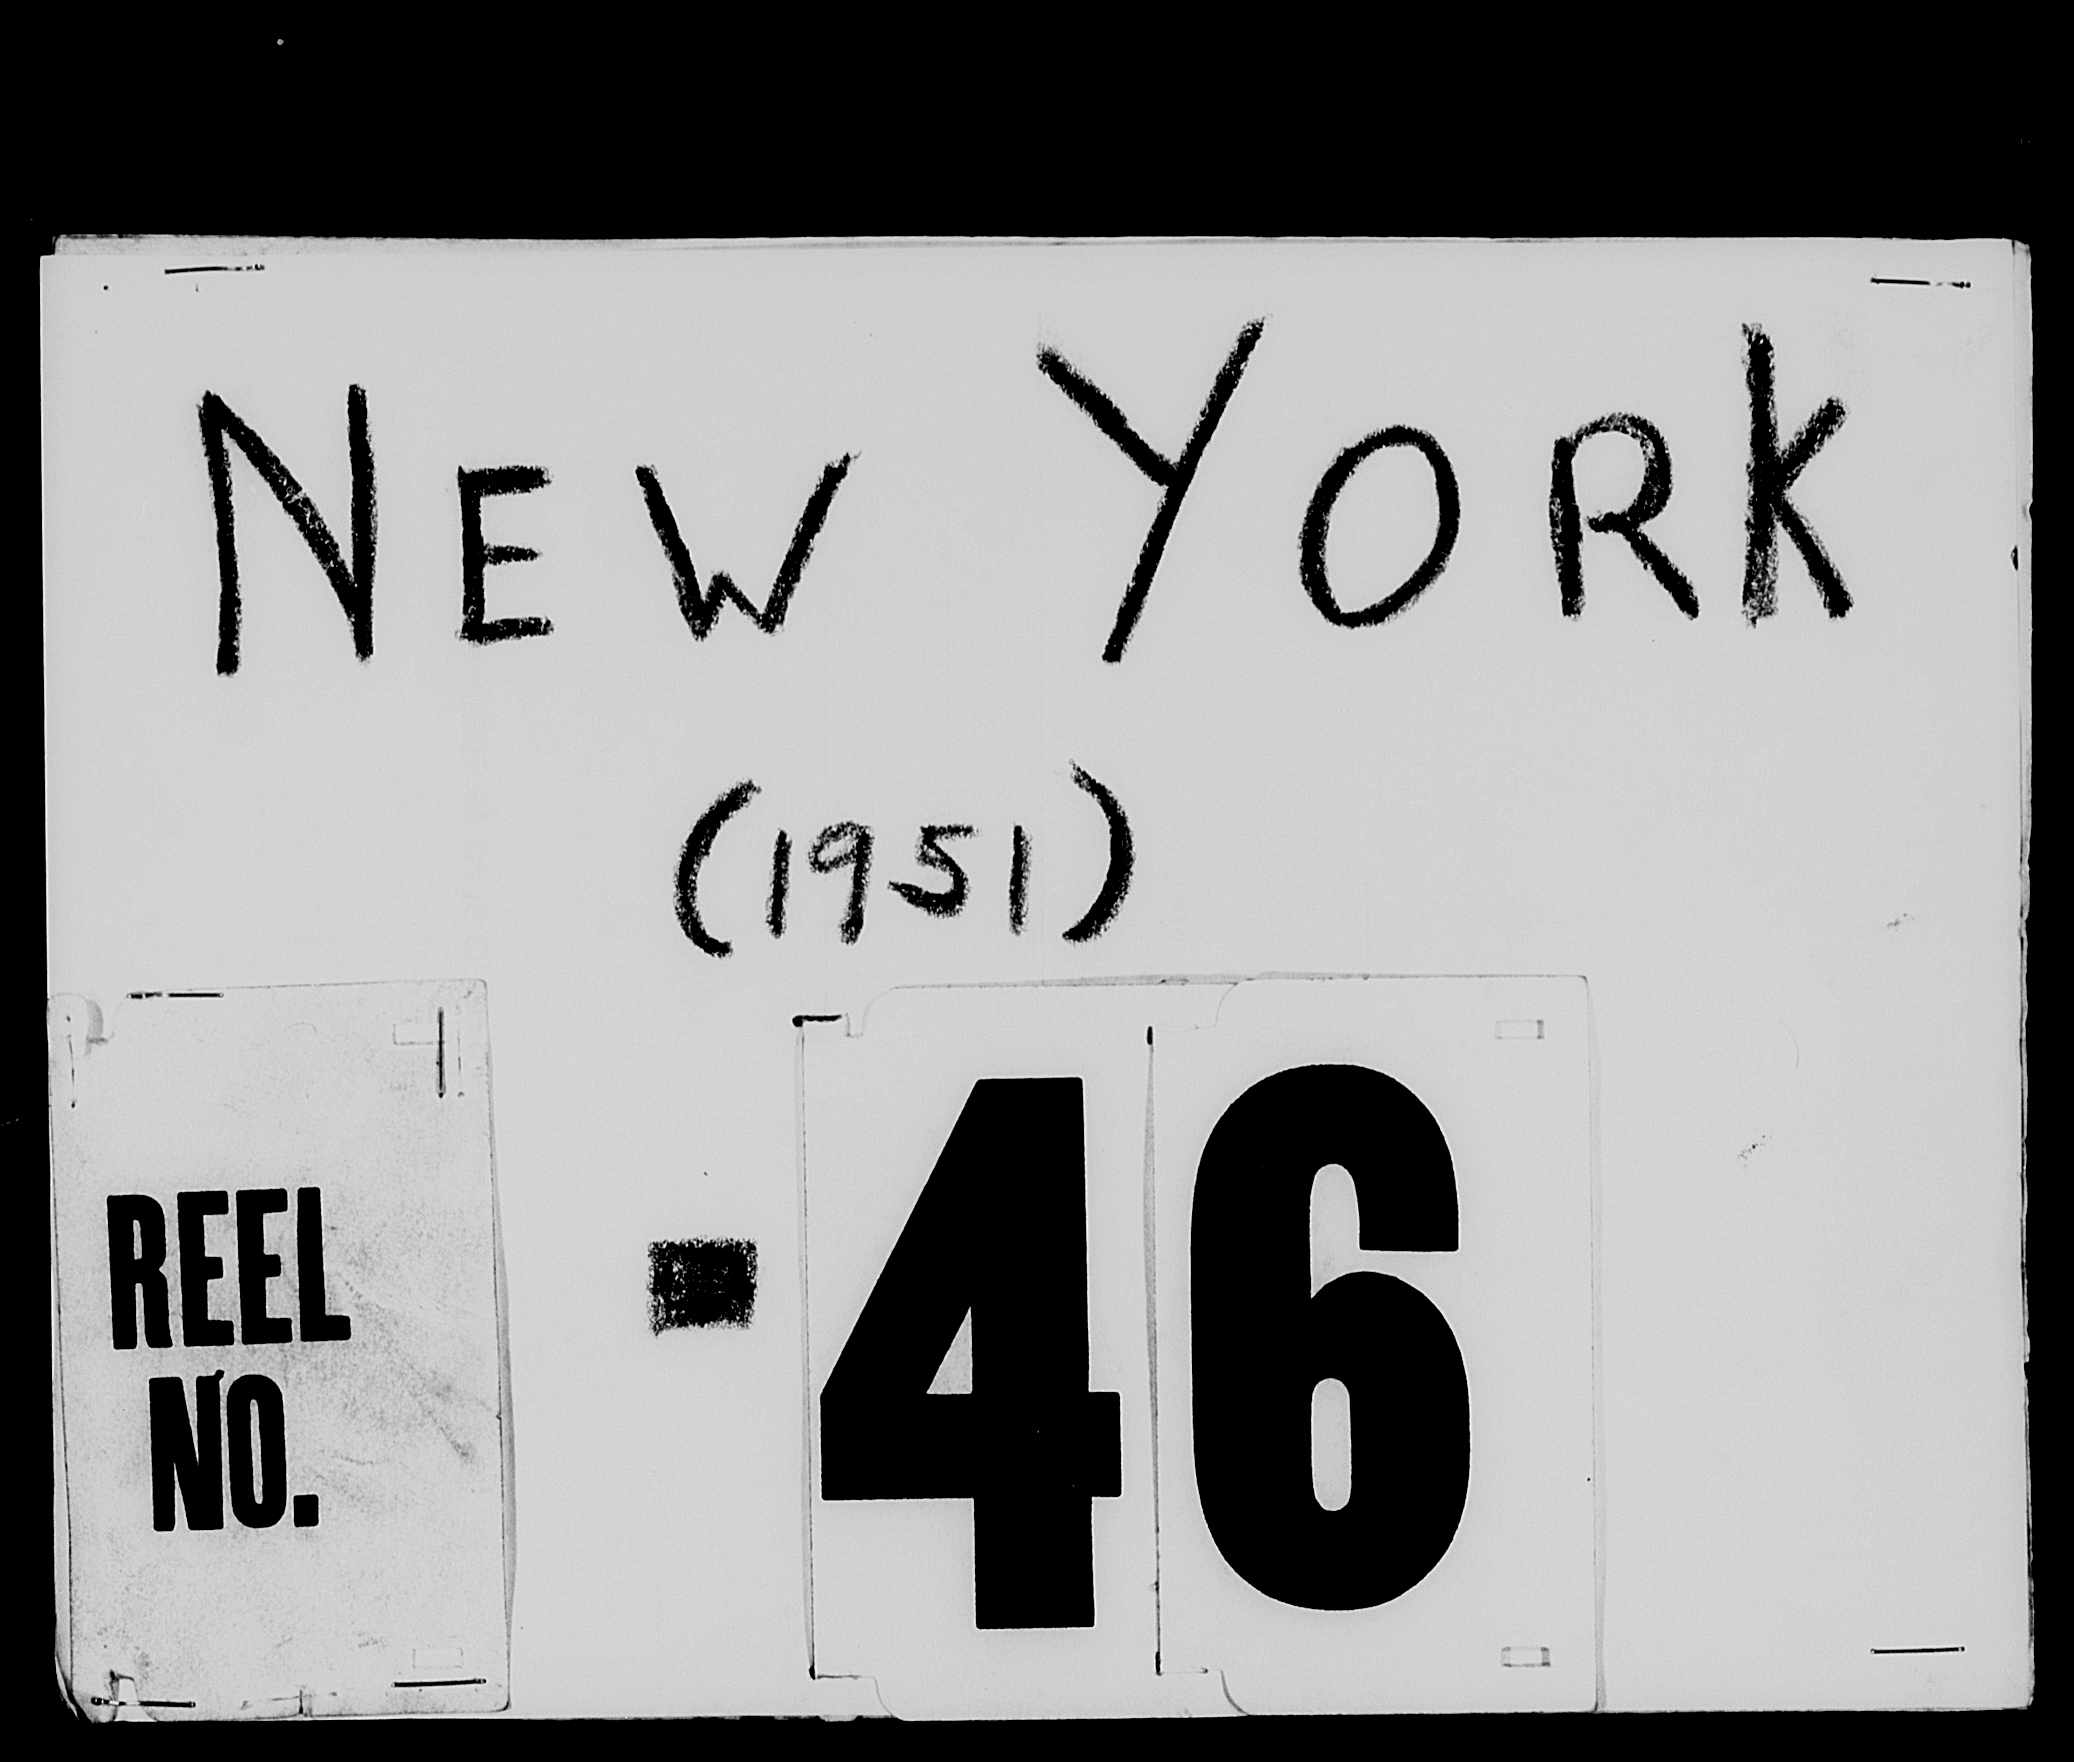 NEW YORK
(1951)
REEL
NO.
- 46